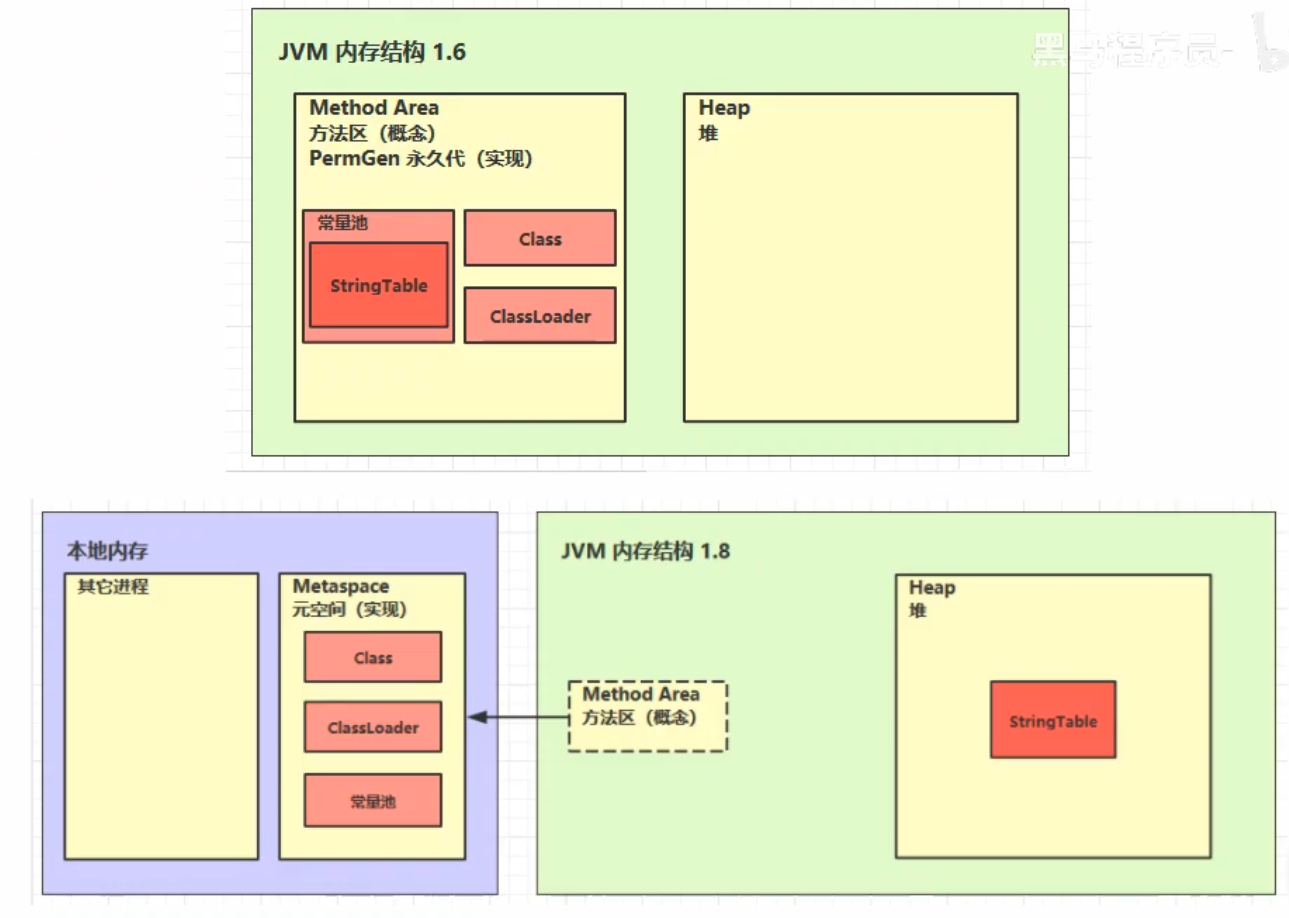 JVM 内存结构 1.6
黑马程序员-
Method Area
方法区（概念）
PermGen 永久代（实现）
常量池
StringTable
Class
ClassLoader
Heap
堆
本地内存
其它进程
Metaspace
元空间（实现）
Class
ClassLoader
常量池
JVM 内存结构 1.8
Method Area
方法区（概念）
Heap
堆
StringTable